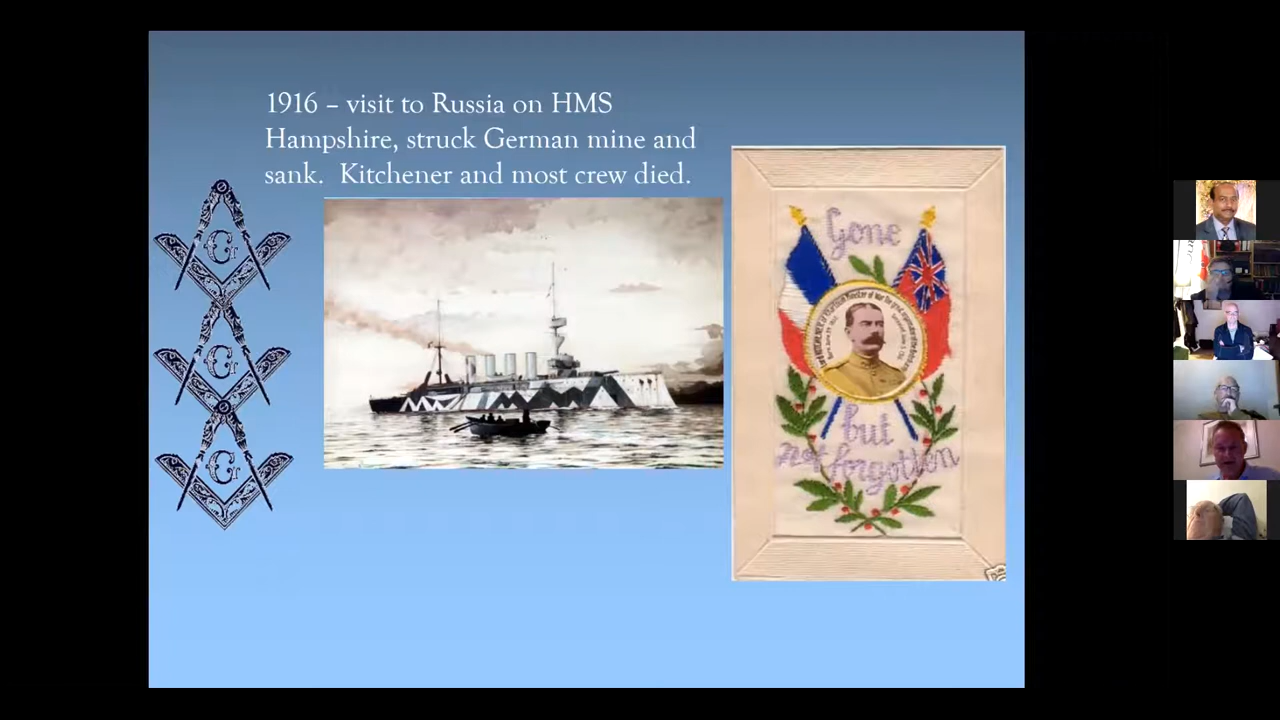 1916 – visit to Russia on HMS
Hampshire, struck German mine and
sank.  Kitchener and most crew died.
G
G
G
Gone
but
not forgotton